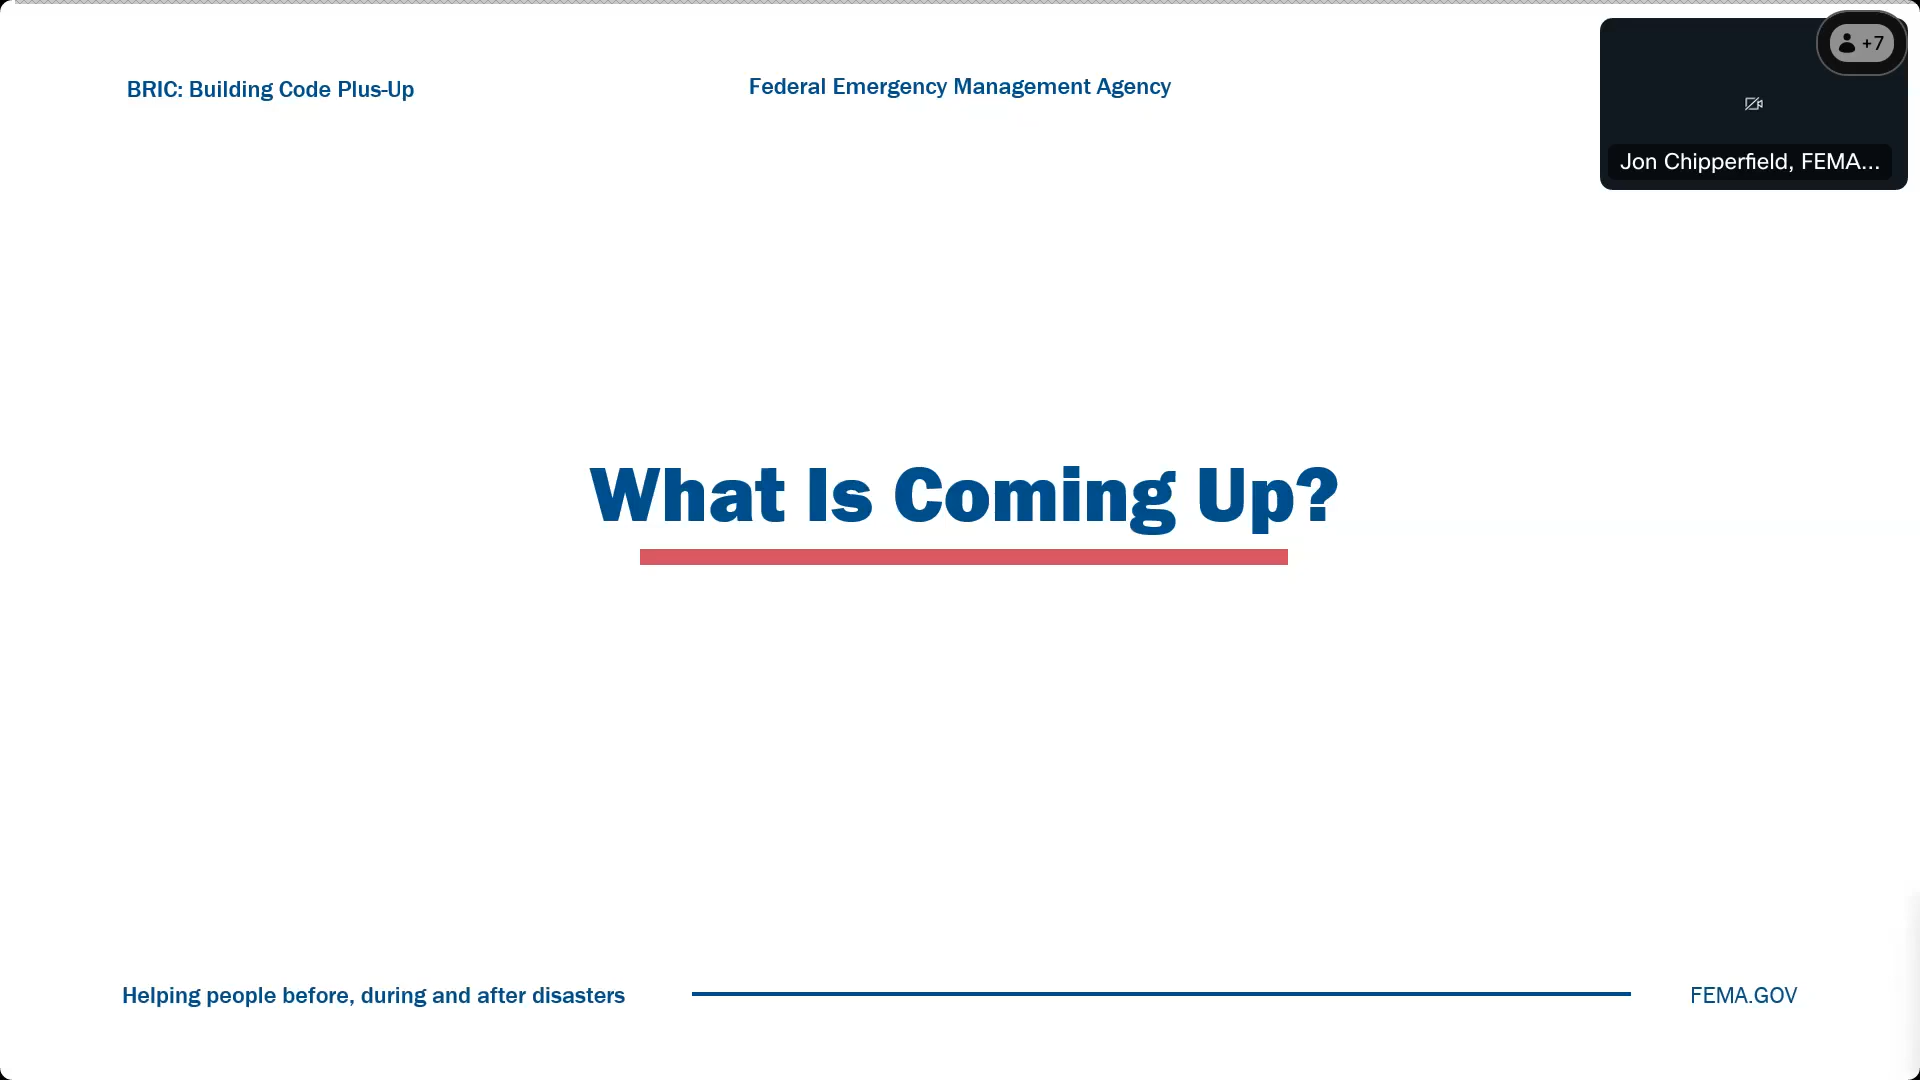 BRIC: Building Code Plus-Up
Federal Emergency Management Agency
+7
Jon Chipperfield, FEMA...
What Is Coming Up?
Helping people before, during and after disasters
FEMA.GOV